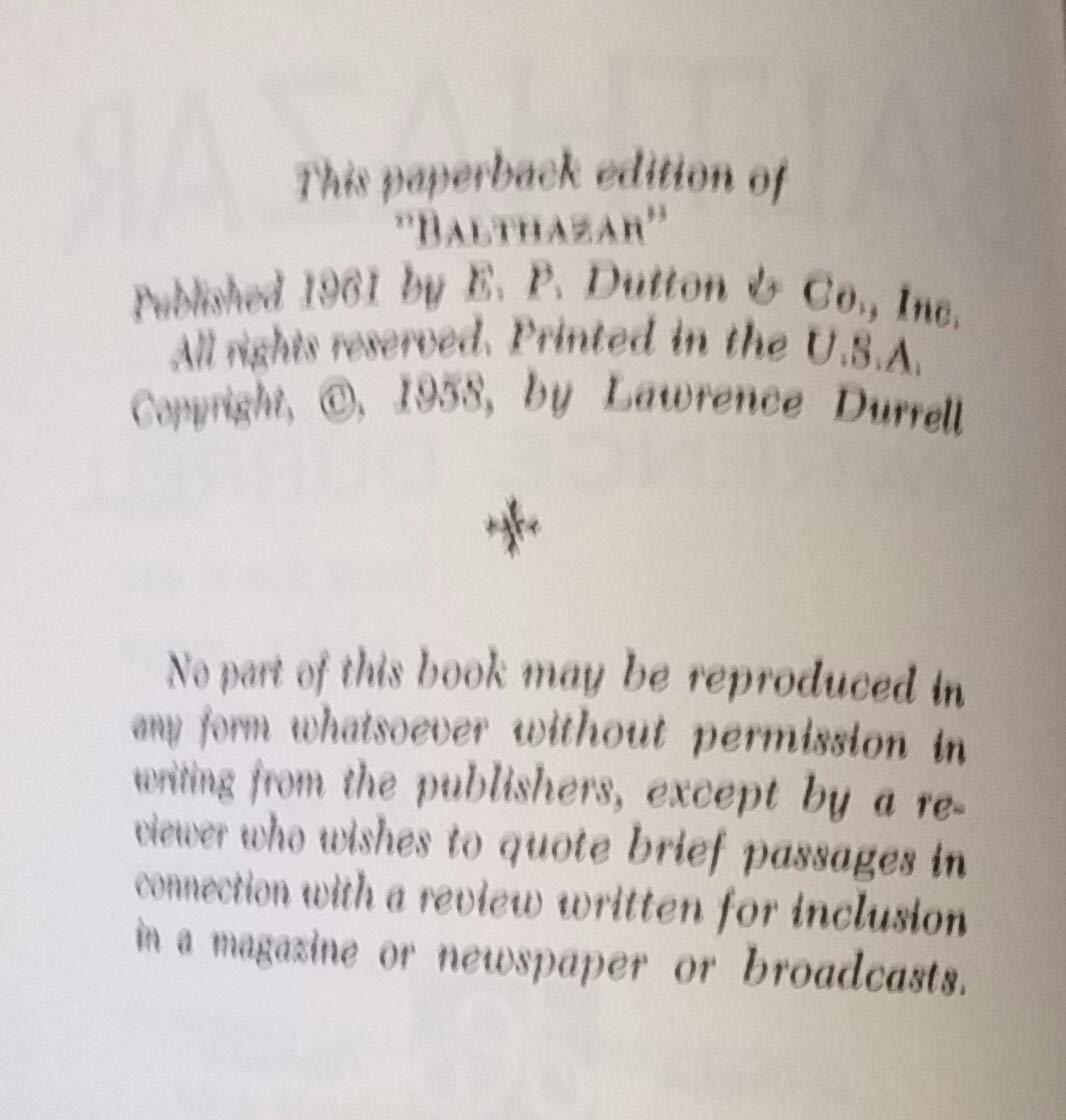 This paperback edition of
"BALTHAZAR"
Published 1961 by E. P. Dutton & Co., Inc.
All rights reserved. Printed in the U.S.A.
Copyright, ©, 1958, by Lawrence Durrell
No part of this book may be reproduced in
any form whatsoever without permission in
writing from the publishers, except by a re-
viewer who wishes to quote brief passages in
connection with a review written for inclusion
in a magazine or newspaper or broadcasts.